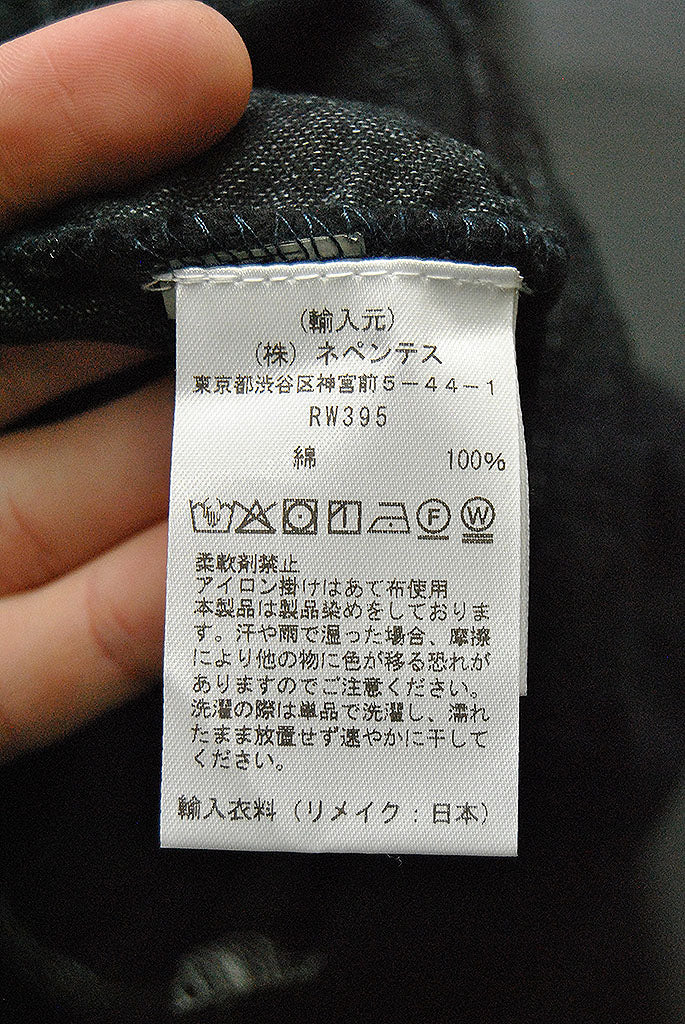 (輸入元)
(株) ネペンテス
東京都渋谷区神宮前5-44-1
RW395
綿 100%
F W
柔軟剤禁止
アイロン掛けはあて布使用
本製品は製品染めをしておりま
す。汗や雨で湿った場合、摩擦
により他の物に色が移る恐れが
ありますのでご注意ください。
洗濯の際は単品で洗濯し、濡れ
たまま放置せず速やかに干して
ください。
輸入衣料 (リメイク:日本)